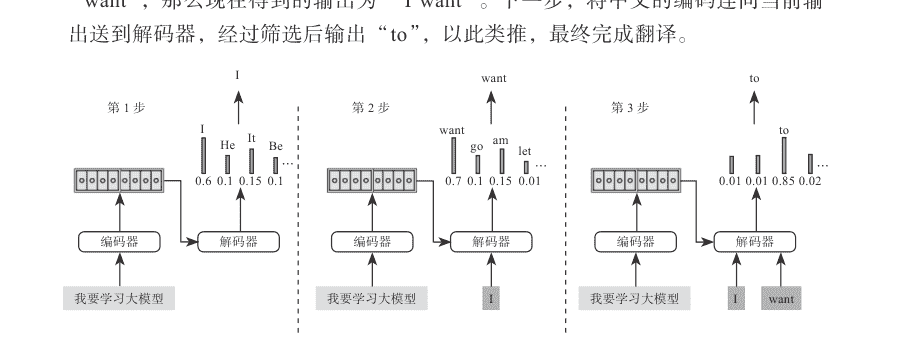 “want”，那么现在得到的输出为“I want”。下一步，将中文的编码连同当前输
出送到解码器，经过筛选后输出“to”，以此类推，最终完成翻译。
第1步
I
I
He
It
Be
…
0.6 0.1 0.15 0.1
编码器
解码器
我要学习大模型
第2步
want
want
go
am
let
…
0.7 0.1 0.15 0.01
编码器
解码器
我要学习大模型
I
第3步
to
to
…
0.01 0.01 0.85 0.02
编码器
解码器
我要学习大模型
I
want